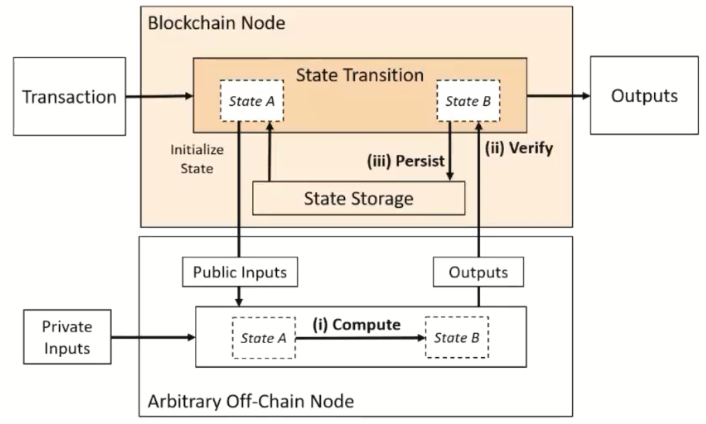 Blockchain Node
Transaction
State Transition
State A
State B
Outputs
Initialize
State
(iii) Persist
(ii) Verify
State Storage
Public Inputs
Outputs
Private
Inputs
State A
(i) Compute
State B
Arbitrary Off-Chain Node